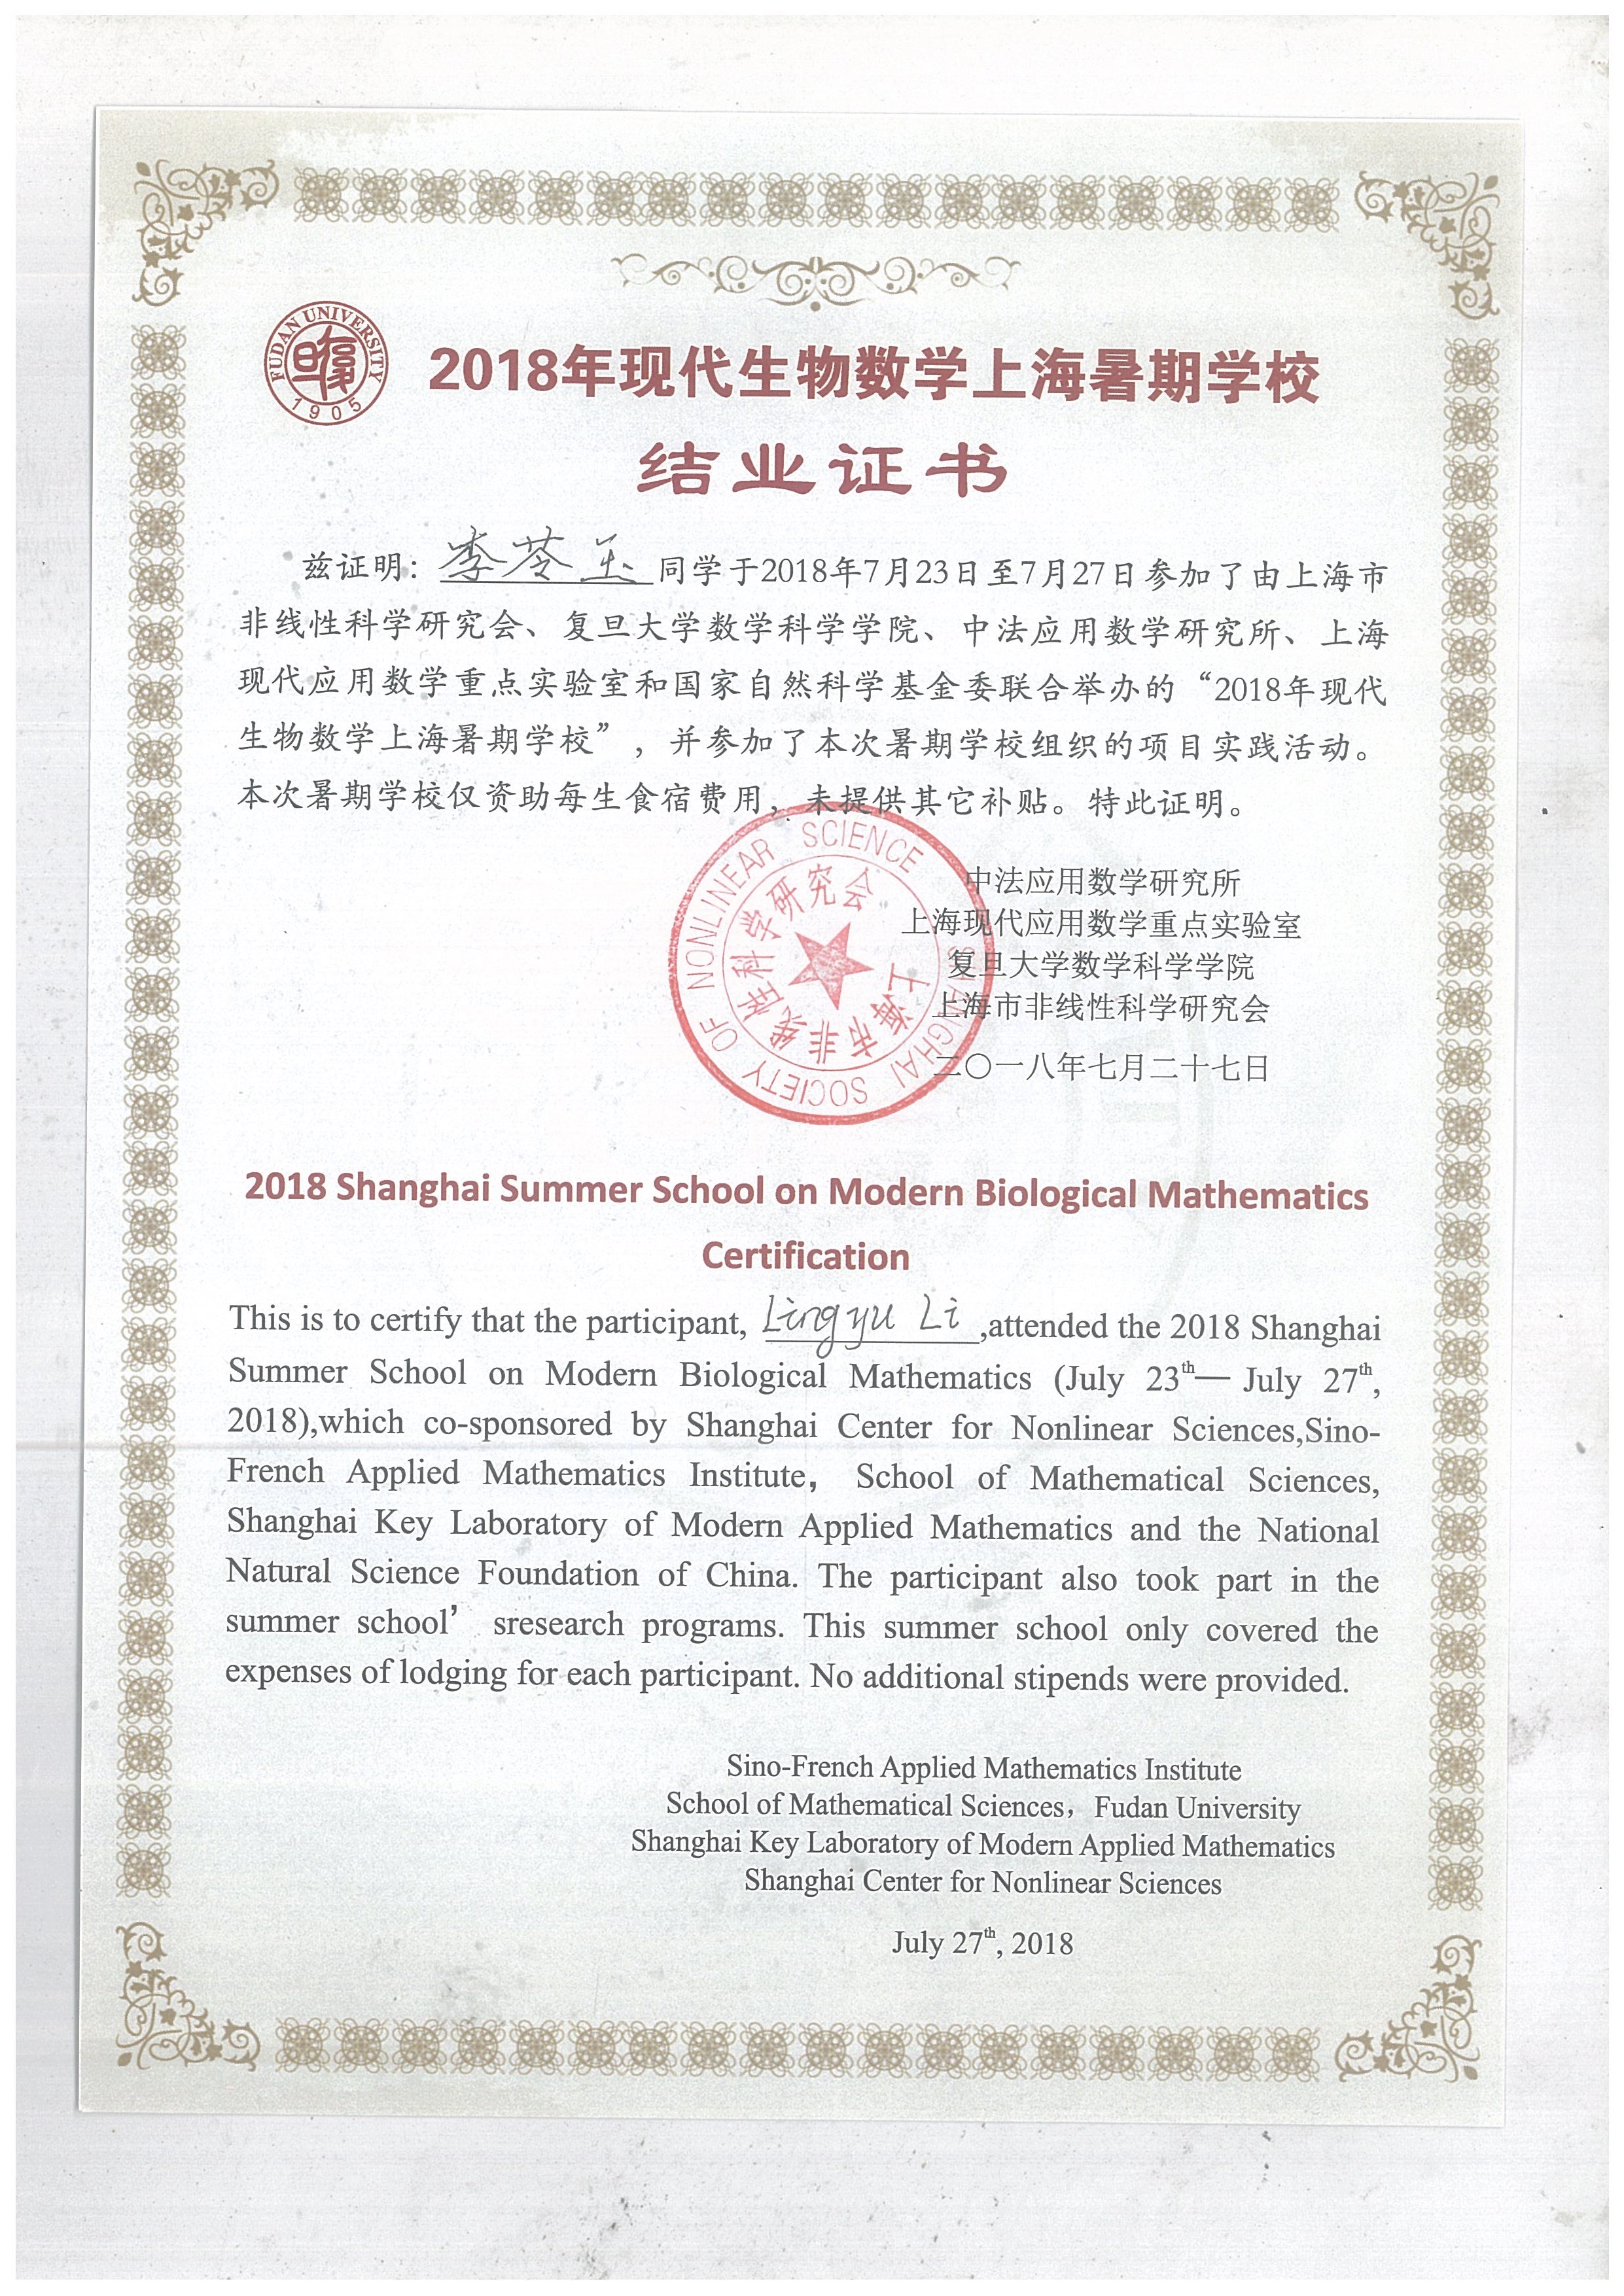 FUDAN UNIVERSITY
1905
2018年现代生物数学上海暑期学校
结业证书
兹证明：李苓玉同学于2018年7月23日至7月27日参加了由上海市
非线性科学研究会、复旦大学数学科学学院、中法应用数学研究所、上海
现代应用数学重点实验室和国家自然科学基金委联合举办的“2018年现代
生物数学上海暑期学校”，并参加了本次暑期学校组织的项目实践活动。
本次暑期学校仅资助每生食宿费用，未提供其它补贴。特此证明。
SHANGHAI SOCIETY OF NONLINEAR SCIENCE
上海市非线性科学研究会
中法应用数学研究所
上海现代应用数学重点实验室
复旦大学数学科学学院
上海市非线性科学研究会
二〇一八年七月二十七日
2018 Shanghai Summer School on Modern Biological Mathematics
Certification
This is to certify that the participant, Lingyu Li ,attended the 2018 Shanghai
Summer School on Modern Biological Mathematics (July 23th— July 27th,
2018),which co-sponsored by Shanghai Center for Nonlinear Sciences,Sino-
French Applied Mathematics Institute， School of Mathematical Sciences,
Shanghai Key Laboratory of Modern Applied Mathematics and the National
Natural Science Foundation of China. The participant also took part in the
summer school’ sresearch programs. This summer school only covered the
expenses of lodging for each participant. No additional stipends were provided.
Sino-French Applied Mathematics Institute
School of Mathematical Sciences，Fudan University
Shanghai Key Laboratory of Modern Applied Mathematics
Shanghai Center for Nonlinear Sciences
July 27th, 2018